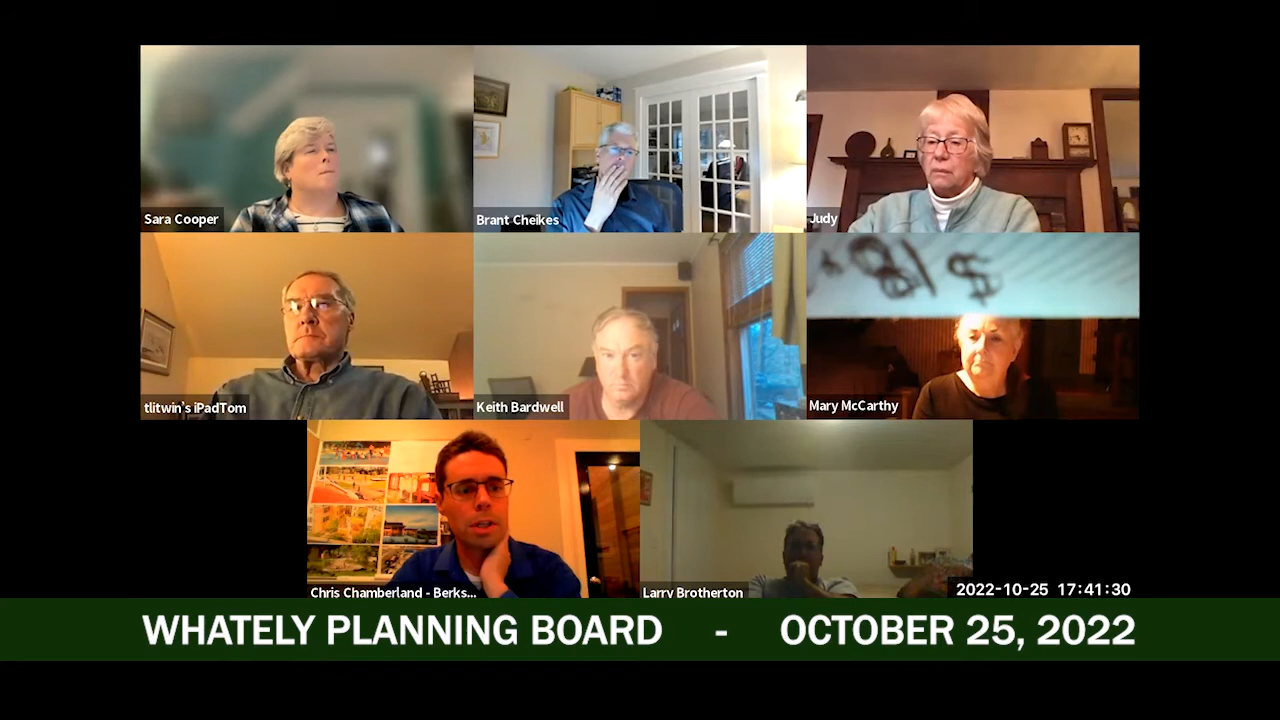 Sara Cooper
Brant Cheikes
Judy
tlitwin's iPadTom
Keith Bardwell
$
Mary McCarthy
Chris Chamberland - Berks...
Larry Brotherton
2022-10-25 17:41:30
WHATELY PLANNING BOARD - OCTOBER 25, 2022